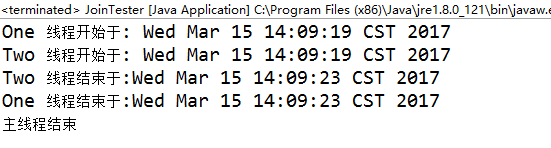 <terminated> JoinTester [Java Application] C:\Program Files (x86)\Java\jre1.8.0_121\bin\javaw.e
One 线程开始于: Wed Mar 15 14:09:19 CST 2017
Two 线程开始于: Wed Mar 15 14:09:19 CST 2017
Two 线程结束于:Wed Mar 15 14:09:23 CST 2017
One 线程结束于:Wed Mar 15 14:09:23 CST 2017
主线程结束